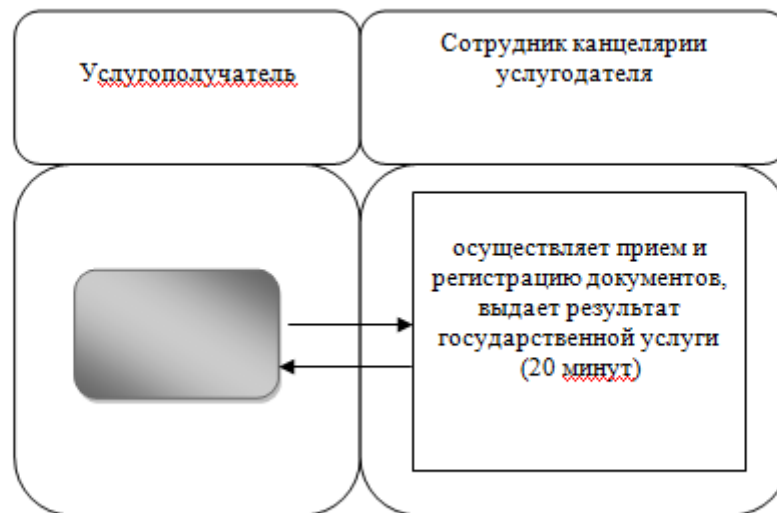 Услугополучатель
Сотрудник канцелярии
услугодателя
осуществляет прием и
регистрацию документов,
выдает результат
государственной услуги
(20 минут)